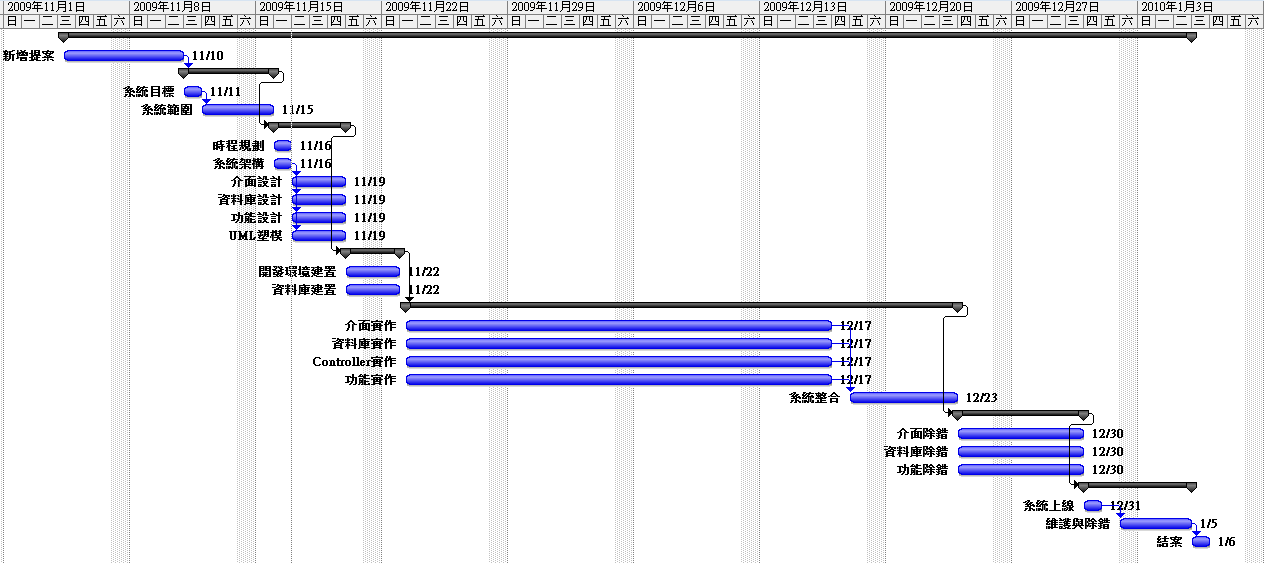 2009年11月1日 2009年11月8日 2009年11月15日 2009年11月22日 2009年11月29日 2009年12月6日 2009年12月13日 2009年12月20日 2009年12月27日 2010年1月3日
日 一 二 三 四 五 六 日 一 二 三 四 五 六 日 一 二 三 四 五 六 日 一 二 三 四 五 六 日 一 二 三 四 五 六 日 一 二 三 四 五 六 日 一 二 三 四 五 六 日 一 二 三 四 五 六 日 一 二 三 四 五 六 日 一 二 三 四 五 六
新增提案 11/10
系統目標 11/11
系統範圍 11/15
時程規劃 11/16
系統架構 11/16
介面設計 11/19
資料庫設計 11/19
功能設計 11/19
UML塑模 11/19
開發環境建置 11/22
資料庫建置 11/22
介面實作 12/17
資料庫實作 12/17
Controller實作 12/17
功能實作 12/17
系統整合 12/23
介面除錯 12/30
資料庫除錯 12/30
功能除錯 12/30
系統上線 12/31
維護與除錯 1/5
結案 1/6